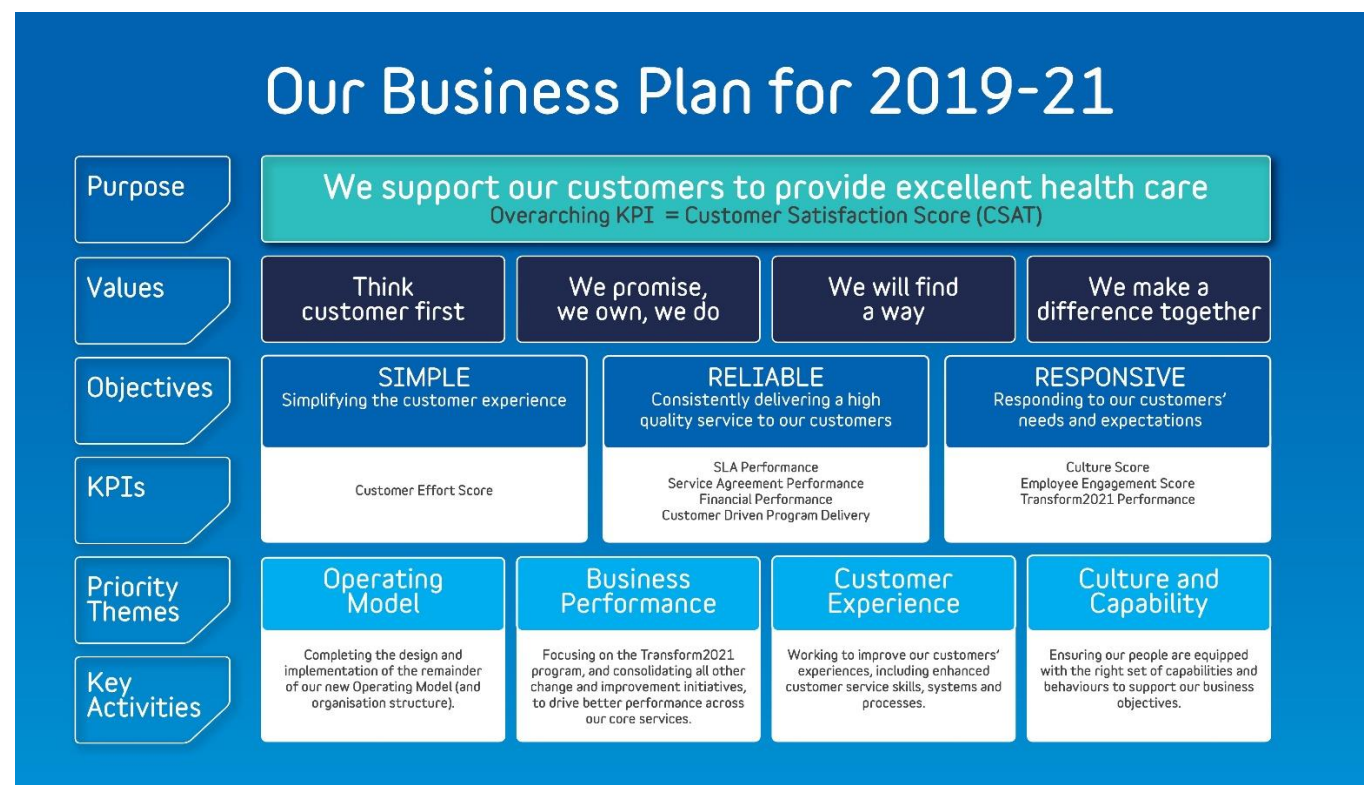 Our Business Plan for 2019-21
Purpose
We support our customers to provide excellent health care
Overarching KPI = Customer Satisfaction Score (CSAT)
Values
Think
customer first
We promise,
we own, we do
We will find
a way
We make a
difference together
Objectives
SIMPLE
Simplifying the customer experience
RELIABLE
Consistently delivering a high
quality service to our customers
RESPONSIVE
Responding to our customers'
needs and expectations
KPIs
Customer Effort Score
SLA Performance
Service Agreement Performance
Financial Performance
Customer Driven Program Delivery
Culture Score
Employee Engagement Score
Transform2021 Performance
Priority
Themes
Operating
Model
Business
Performance
Customer
Experience
Culture and
Capability
Key
Activities
Completing the design and
implementation of the remainder
of our new Operating Model (and
organisation structure).
Focusing on the Transform2021
program, and consolidating all other
change and improvement initiatives,
to drive better performance across
our core services.
Working to improve our customers'
experiences, including enhanced
customer service skills, systems and
processes.
Ensuring our people are equipped
with the right set of capabilities and
behaviours to support our business
objectives.